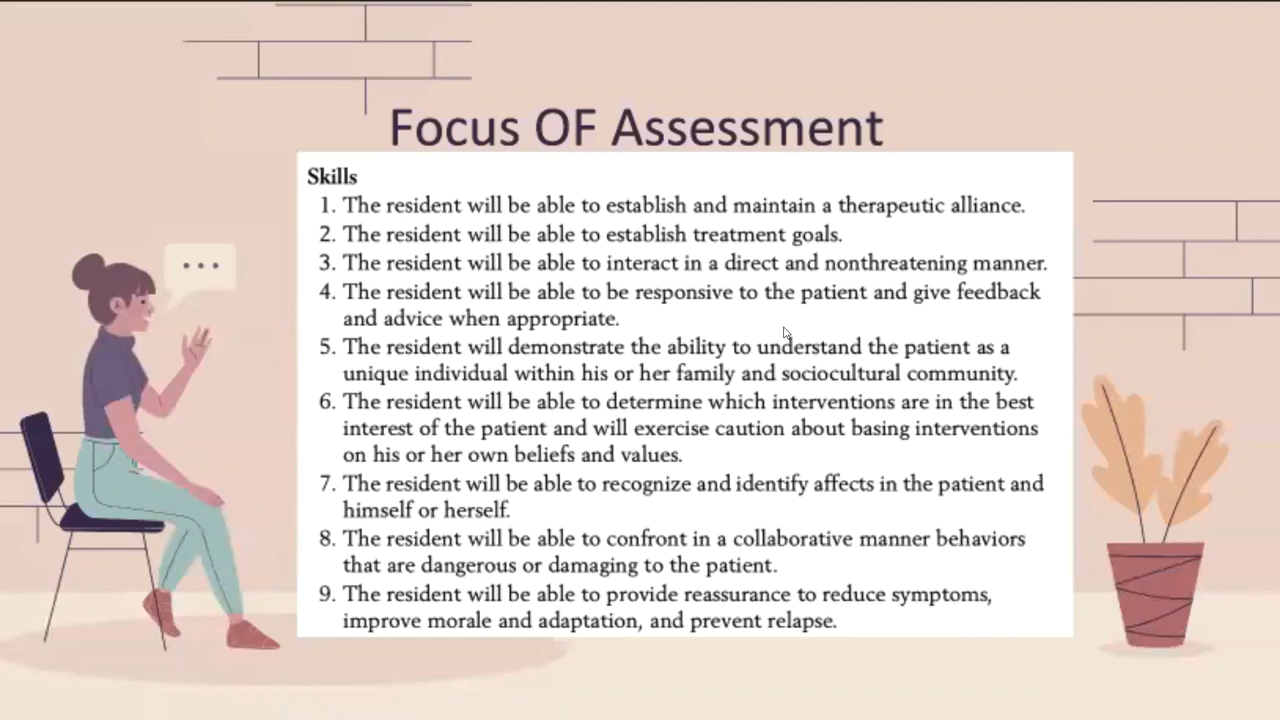 Focus OF Assessment
Skills
1. The resident will be able to establish and maintain a therapeutic alliance.
2. The resident will be able to establish treatment goals.
3. The resident will be able to interact in a direct and nonthreatening manner.
4. The resident will be able to be responsive to the patient and give feedback
and advice when appropriate.
5. The resident will demonstrate the ability to understand the patient as a
unique individual within his or her family and sociocultural community.
6. The resident will be able to determine which interventions are in the best
interest of the patient and will exercise caution about basing interventions
on his or her own beliefs and values.
7. The resident will be able to recognize and identify affects in the patient and
himself or herself.
8. The resident will be able to confront in a collaborative manner behaviors
that are dangerous or damaging to the patient.
9. The resident will be able to provide reassurance to reduce symptoms,
improve morale and adaptation, and prevent relapse.